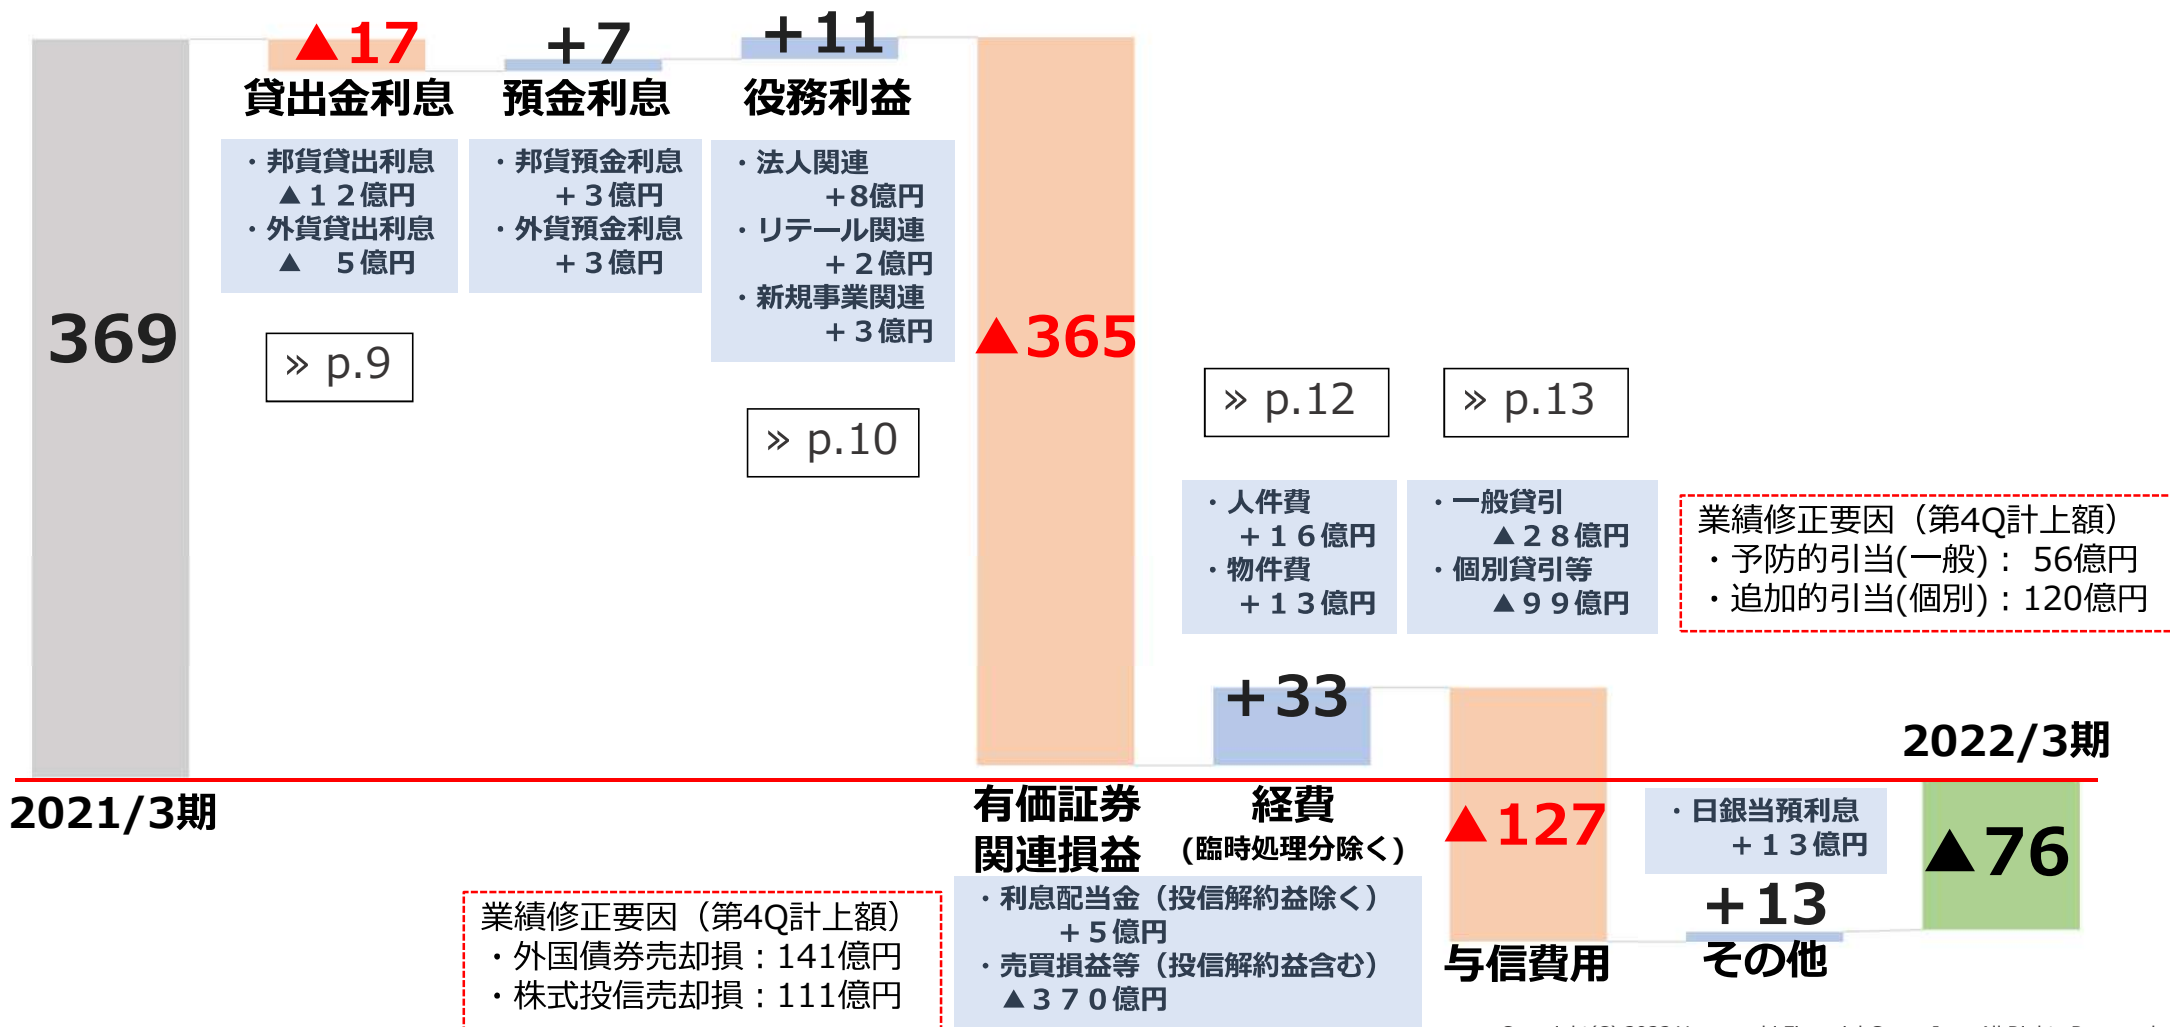 369
2021/3期
▲17
貸出金利息
・邦貨貸出利息
▲１２億円
・外貨貸出利息
▲　５億円
» p.9
＋7
預金利息
・邦貨預金利息
＋３億円
・外貨預金利息
＋３億円
＋11
役務利益
・法人関連
＋8億円
・リテール関連
＋２億円
・新規事業関連
＋３億円
» p.10
▲365
有価証券
関連損益
・利息配当金（投信解約益除く）
＋５億円
・売買損益等（投信解約益含む）
▲３７０億円
業績修正要因（第4Q計上額）
・外国債券売却損：141億円
・株式投信売却損：111億円
» p.12
・人件費
＋１６億円
・物件費
＋１３億円
＋33
経費
(臨時処理分除く)
» p.13
・一般貸引
▲２８億円
・個別貸引等
▲９９億円
▲127
与信費用
業績修正要因（第4Q計上額）
・予防的引当(一般)： 56億円
・追加的引当(個別)：120億円
・日銀当預利息
＋１３億円
＋13
その他
2022/3期
▲76